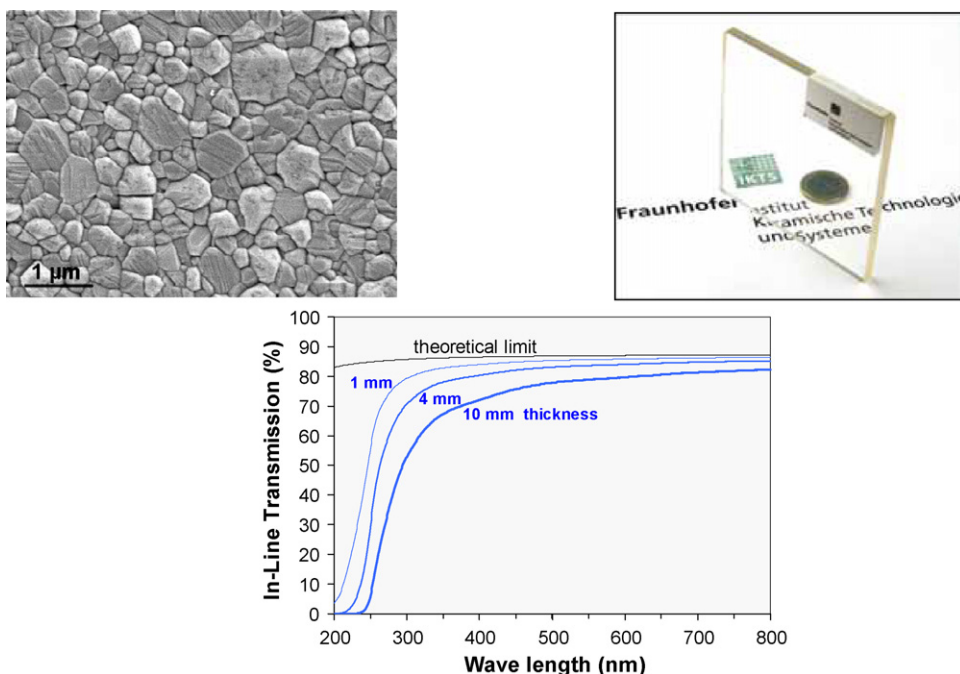 1 µm
IKTS
Fraunhofer Institut
Keramische Technologie
und Systeme
100
90
80
70
60
50
40
30
20
10
0
In-Line Transmission (%)
theoretical limit
1 mm
4 mm
10 mm thickness
200 300 400 500 600 700 800
Wave length (nm)